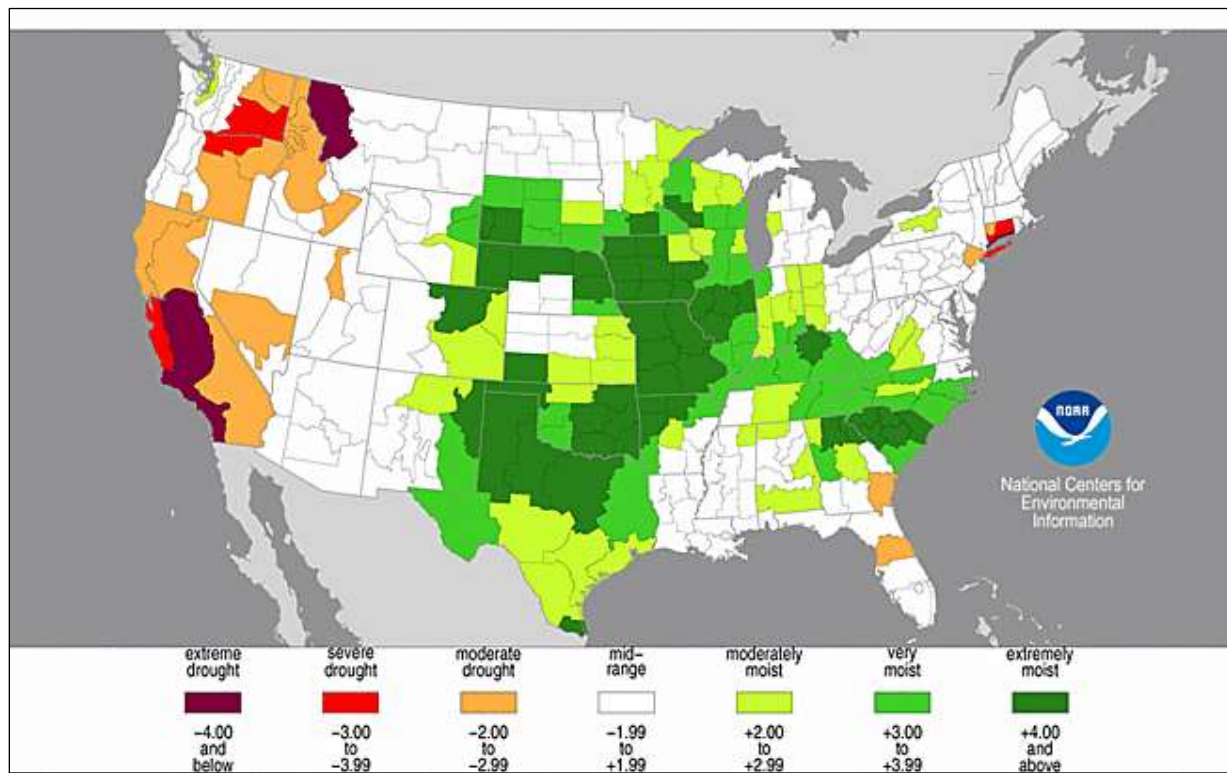 NOAA
National Centers for
Environmental
Information
extreme
drought
severe
drought
moderate
drought
mid–
range
moderately
moist
very
moist
extremely
moist
–4.00
and
below
–3.00
to
–3.99
–2.00
to
–2.99
–1.99
to
+1.99
+2.00
to
+2.99
+3.00
to
+3.99
+4.00
and
above